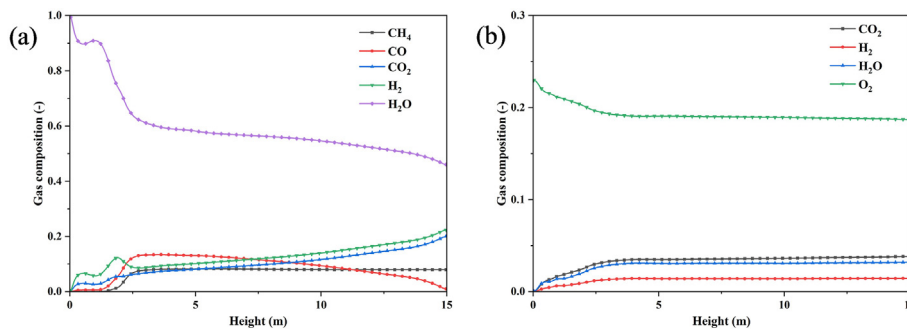 (a)
1.0
0.8
0.6
0.4
0.2
0.0
Gas composition (-)
CH₄
CO
CO₂
H₂
H₂O
0
5
10
15
Height (m)
(b)
0.3
0.2
0.1
0.0
Gas composition (-)
CO₂
H₂
H₂O
O₂
0
5
10
15
Height (m)